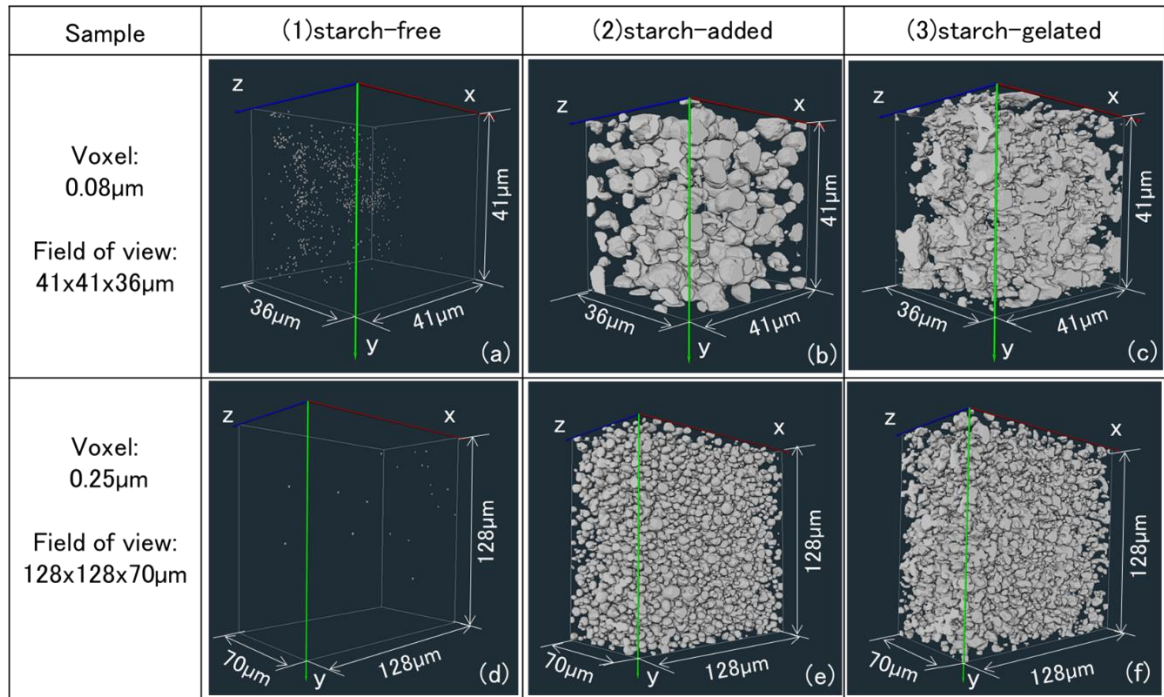 Sample
(1)starch-free
(2)starch-added
(3)starch-gelated
Voxel:
0.08μm
Field of view:
41x41x36μm
z
x
41μm
36μm
41μm
y
(a)
z
x
41μm
36μm
41μm
y
(b)
z
x
41μm
36μm
41μm
y
(c)
Voxel:
0.25μm
Field of view:
128x128x70μm
z
x
128μm
70μm
128μm
y
(d)
z
x
128μm
70μm
128μm
y
(e)
z
x
128μm
70μm
128μm
y
(f)